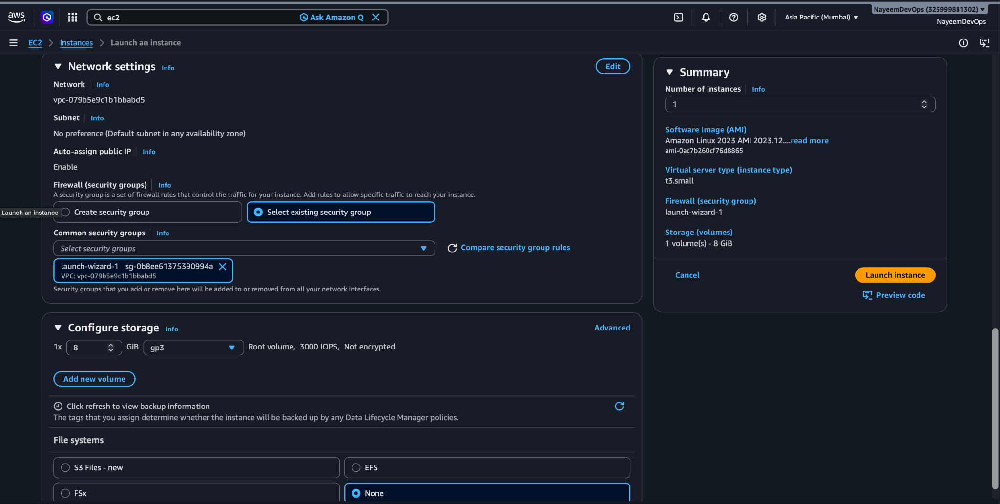 aws
ec2
Ask Amazon Q
Asia Pacific (Mumbai)
NayeemDevOps (325999881302)
NayeemDevOps
EC2
Instances
Launch an instance
Network settings
Info
Edit
Network
Info
vpc-079b5e9c1b1bbabd5
Subnet
Info
No preference (Default subnet in any availability zone)
Auto-assign public IP
Info
Enable
Firewall (security groups)
Info
A security group is a set of firewall rules that control the traffic for your instance. Add rules to allow specific traffic to reach your instance.
Launch an instance
Create security group
Select existing security group
Common security groups
Info
Select security groups
Compare security group rules
launch-wizard-1 sg-0b8ee61375390994a
VPC: vpc-079b5e9c1b1bbabd5
Security groups that you add or remove here will be added to or removed from all your network interfaces.
Configure storage
Info
Advanced
1x
8
GiB
gp3
Root volume, 3000 IOPS, Not encrypted
Add new volume
Click refresh to view backup information
The tags that you assign determine whether the instance will be backed up by any Data Lifecycle Manager policies.
File systems
S3 Files - new
EFS
FSx
None
Summary
Number of instances
Info
1
Software Image (AMI)
Amazon Linux 2023 AMI 2023.12....read more
ami-0ac7b260cf76d8865
Virtual server type (instance type)
t3.small
Firewall (security group)
launch-wizard-1
Storage (volumes)
1 volume(s) - 8 GiB
Cancel
Launch instance
Preview code